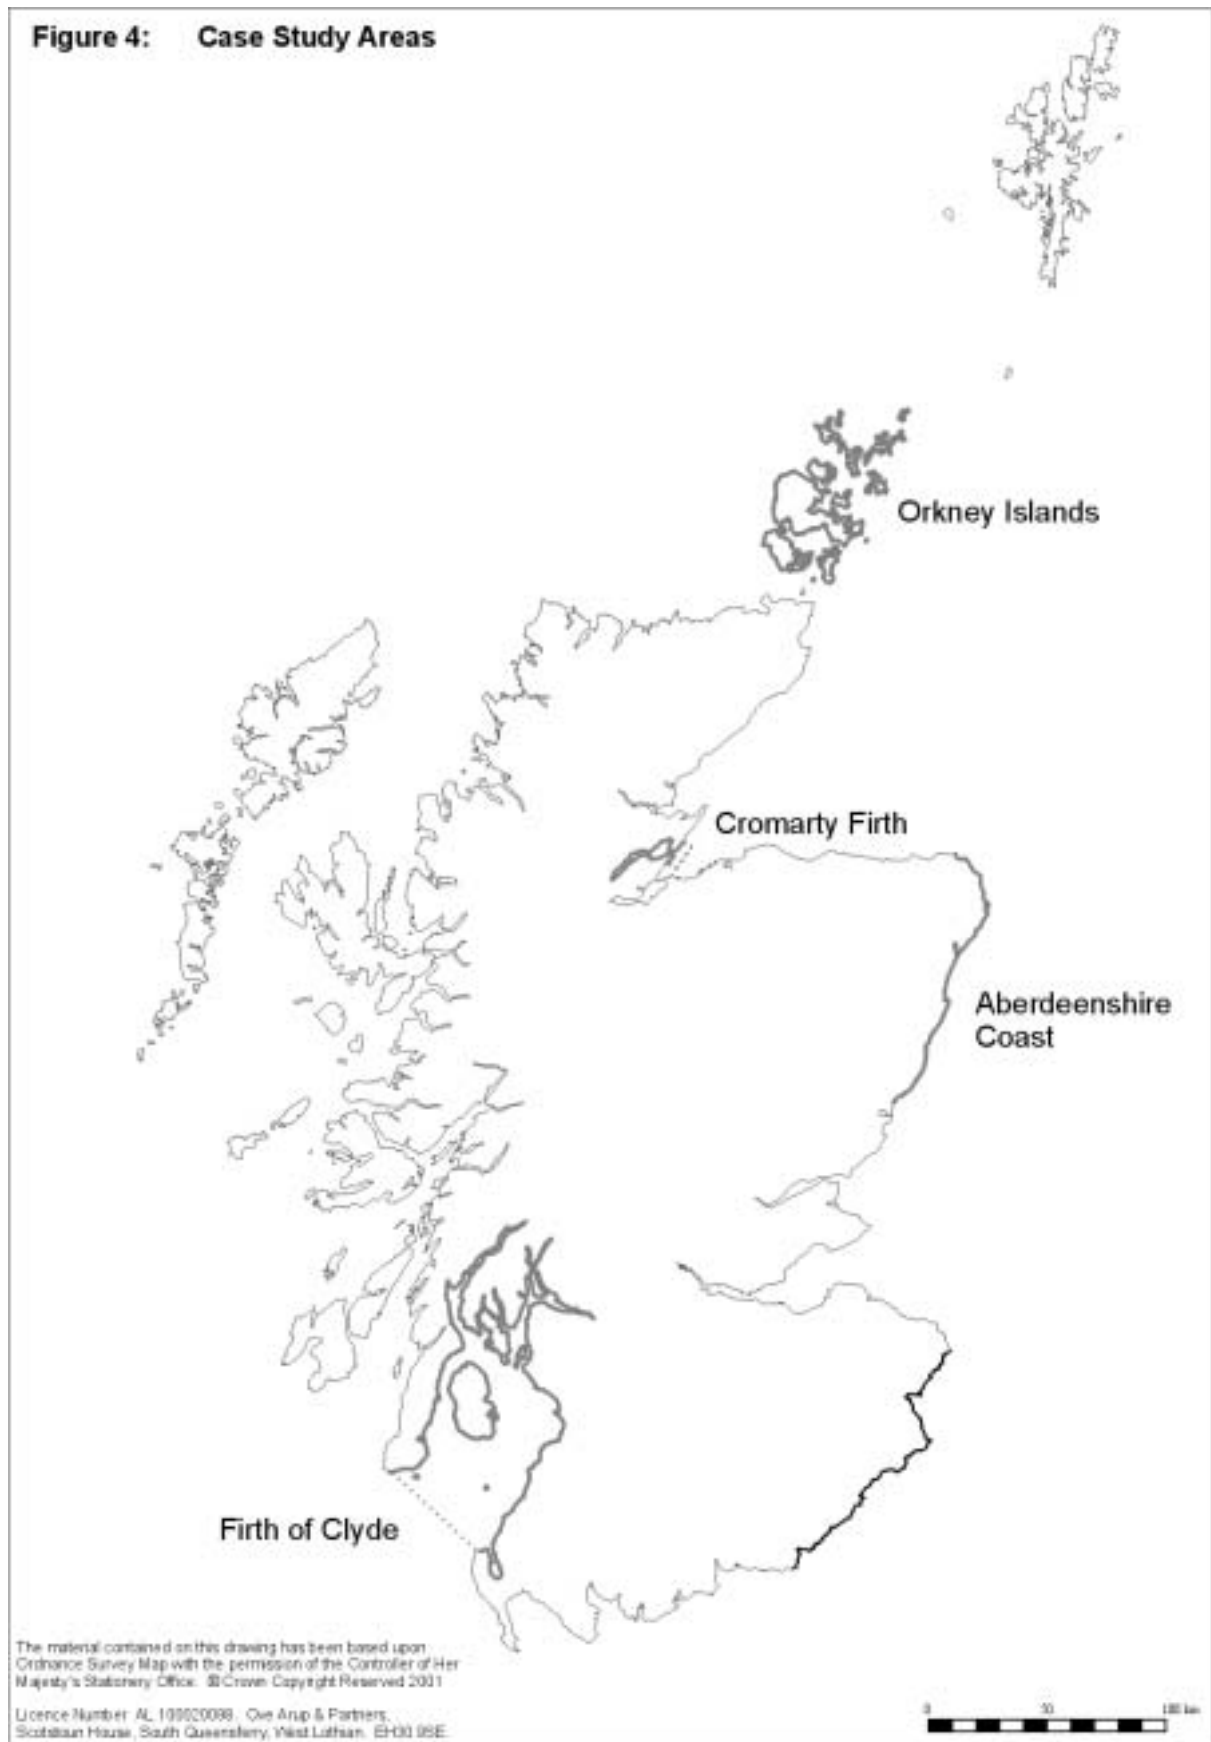 Figure 4: Case Study Areas
Orkney Islands
Cromarty Firth
Aberdeenshire
Coast
Firth of Clyde
The material contained on this drawing has been based upon
Ordnance Survey Map with the permission of the Controller of Her
Majesty's Stationery Office. © Crown Copyright Reserved 2001
Licence Number: AL 100020098. Ove Arup & Partners,
Scotstoun House, South Queensferry, West Lothian. EH30 9SE.
0 50 100 km